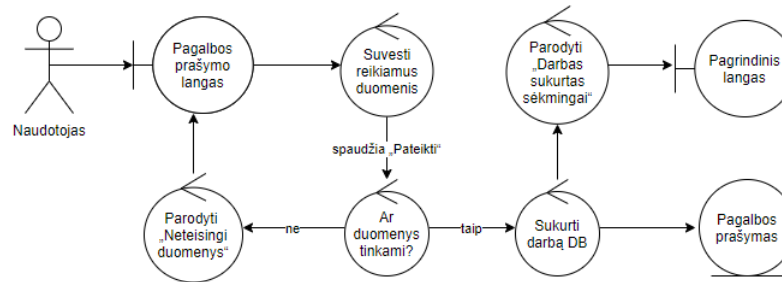 Naudotojas
Pagalbos
prašymo
langas
Suvesti
reikiamus
duomenis
Parodyti
„Darbas
sukurtas
sėkmingai“
Pagrindinis
langas
spaudžia „Pateikti“
Parodyti
„Neteisingi
duomenys“
ne
Ar
duomenys
tinkami?
taip
Sukurti
darbą DB
Pagalbos
prašymas